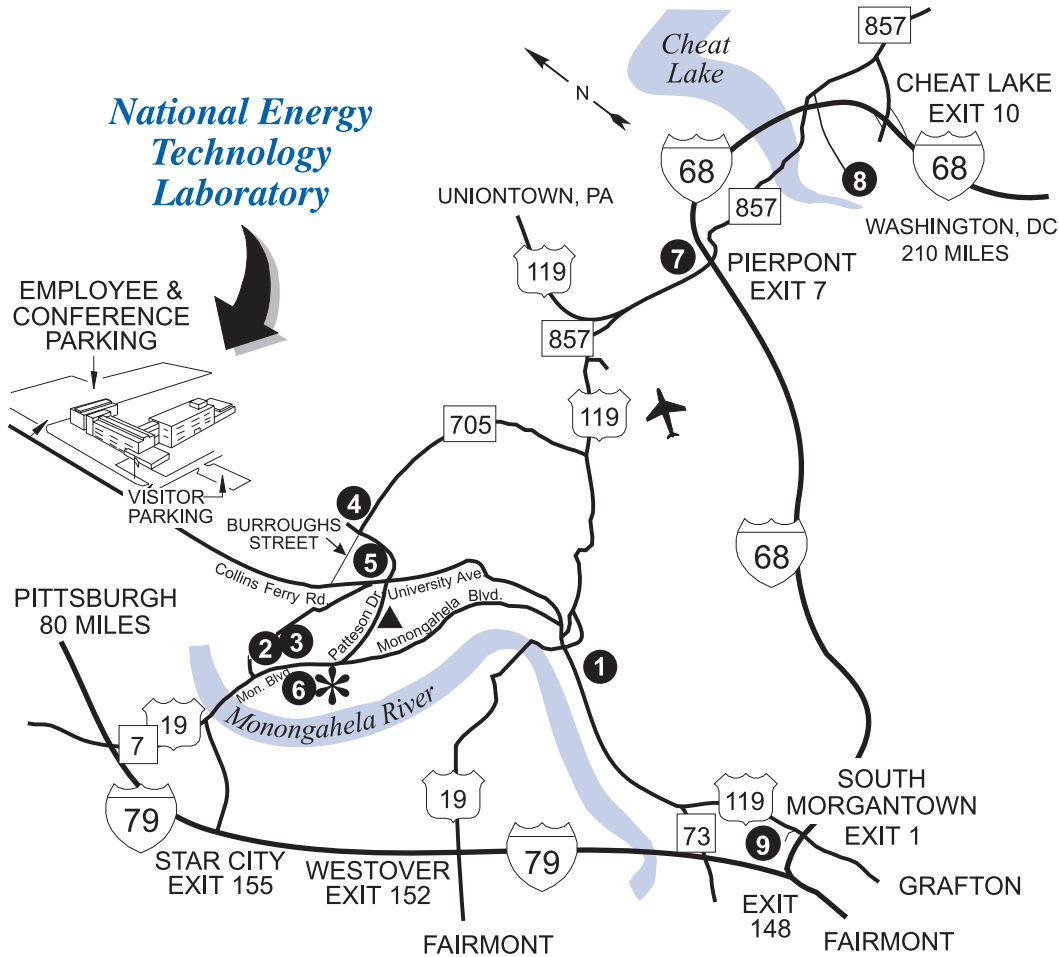 857
Cheat
Lake
N
CHEAT LAKE
EXIT 10
National Energy
Technology
Laboratory
68
68
8
UNIONTOWN, PA
857
WASHINGTON, DC
210 MILES
119
7
PIERPONT
EXIT 7
EMPLOYEE &
CONFERENCE
PARKING
857
119
705
VISITOR
PARKING
4
BURROUGHS
STREET
5
68
Collins Ferry Rd.
University Ave.
Patteson Dr.
Monongahela Blvd.
PITTSBURGH
80 MILES
2
3
1
Mon. Blvd.
6
Monongahela River
19
7
79
19
79
119
73
9
SOUTH
MORGANTOWN
EXIT 1
STAR CITY
EXIT 155
WESTOVER
EXIT 152
EXIT
148
GRAFTON
FAIRMONT
FAIRMONT